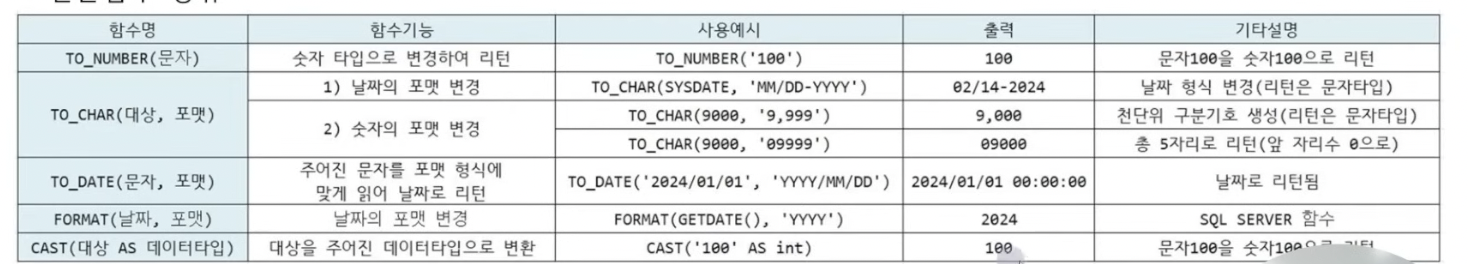 함수명 함수기능 사용예시 출력 기타설명
TO_NUMBER(문자) 숫자 타입으로 변경하여 리턴 TO_NUMBER('100') 100 문자100을 숫자100으로 리턴
TO_CHAR(대상, 포맷) 1) 날짜의 포맷 변경 TO_CHAR(SYSDATE, 'MM/DD-YYYY') 02/14-2024 날짜 형식 변경(리턴은 문자타입)
2) 숫자의 포맷 변경 TO_CHAR(9000, '9,999') 9,000 천단위 구분기호 생성(리턴은 문자타입)
TO_CHAR(9000, '09999') 09000 총 5자리로 리턴(앞 자리수 0으로)
TO_DATE(문자, 포맷) 주어진 문자를 포맷 형식에
맞게 읽어 날짜로 리턴 TO_DATE('2024/01/01', 'YYYY/MM/DD') 2024/01/01 00:00:00 날짜로 리턴됨
FORMAT(날짜, 포맷) 날짜의 포맷 변경 FORMAT(GETDATE(), 'YYYY') 2024 SQL SERVER 함수
CAST(대상 AS 데이터타입) 대상을 주어진 데이터타입으로 변환 CAST('100' AS int) 100 문자100을 숫자100으로 리턴